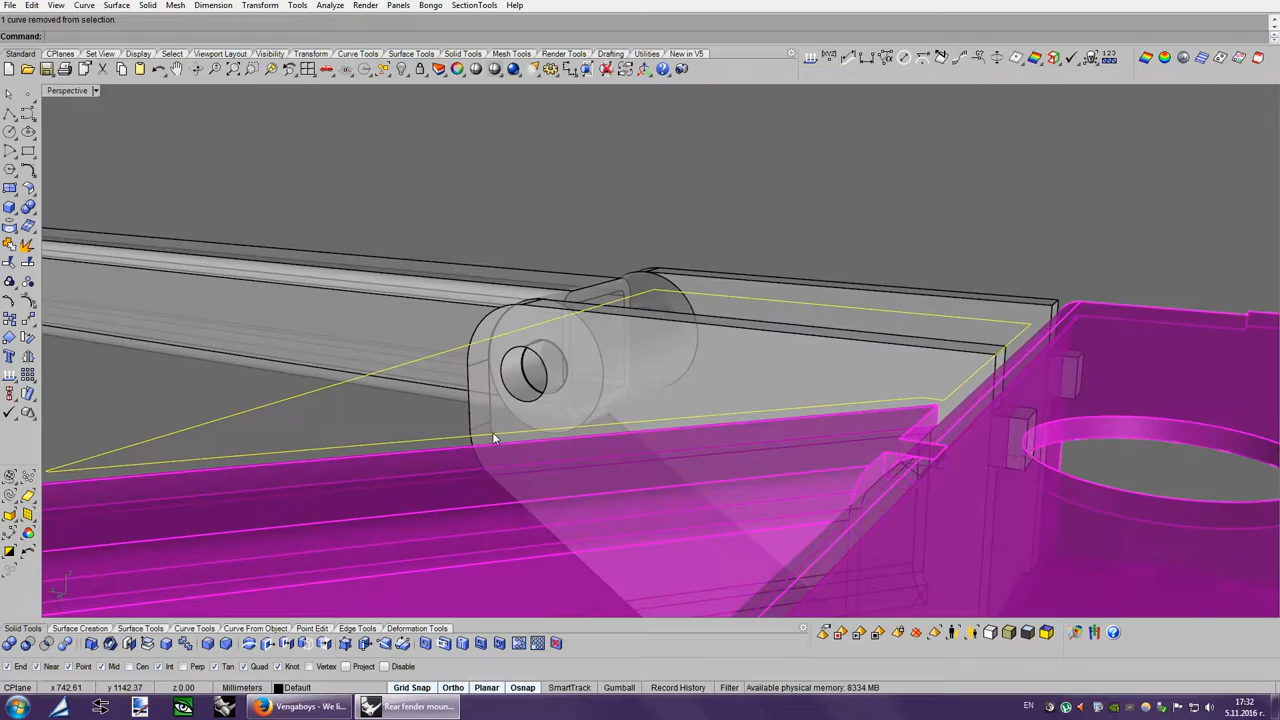 File Edit View Curve Surface Solid Mesh Dimension Transform Tools Analyze Render Panels Bongo SectionTools Help
1 curve removed from selection.
Command:
Standard CPlanes Set View Display Select Viewport Layout Visibility Transform Curve Tools Surface Tools Solid Tools Mesh Tools Render Tools Drafting Utilities New in V5
Perspective
Solid Tools Surface Creation Surface Tools Curve Tools Curve From Object Point Edit Edge Tools Deformation Tools
End Near Point Mid Cen Int Perp Tan Quad Knot Vertex Project Disable
CPlane x 742.61 y 1142.37 z 0.00 Millimeters Default Grid Snap Ortho Planar Osnap SmartTrack Gumball Record History Filter Available physical memory: 8334 MB
Vengaboys - We li... Rear fender moun... EN 17:32
5.11.2016 г.